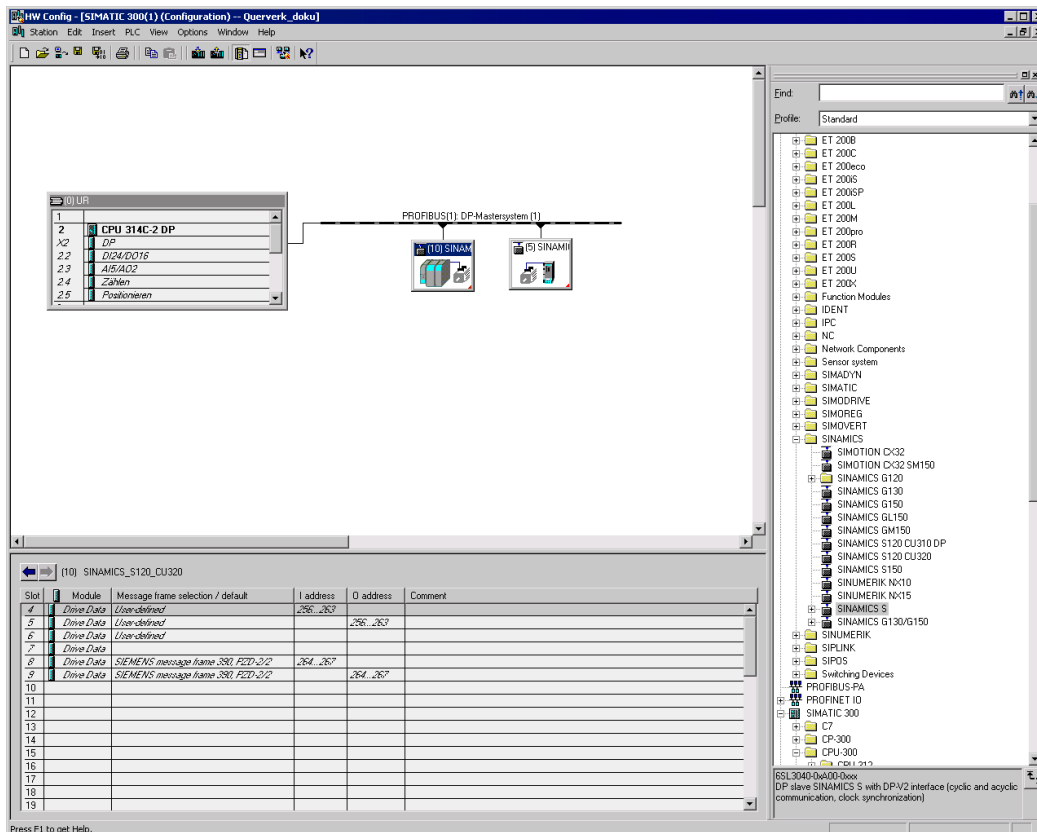 HW Config - [SIMATIC 300(1) (Configuration) -- Querverk_doku]
Station Edit Insert PLC View Options Window Help
Find:
Profile: Standard
(0) UR
1
2 CPU 314C-2 DP
X2 DP
2.2 DI24/DO16
2.3 AI5/AO2
2.4 Zählen
2.5 Positionieren
PROFIBUS(1): DP-Mastersystem (1)
(10) SINAM
(5) SINAMI
ET 200B
ET 200C
ET 200eco
ET 200iS
ET 200iSP
ET 200L
ET 200M
ET 200pro
ET 200R
ET 200S
ET 200U
ET 200X
Function Modules
IDENT
IPC
NC
Network Components
Sensor system
SIMADYN
SIMATIC
SIMODRIVE
SIMOREG
SIMOVERT
SINAMICS
SIMOTION CX32
SIMOTION CX32 SM150
SINAMICS G120
SINAMICS G130
SINAMICS G150
SINAMICS GL150
SINAMICS GM150
SINAMICS S120 CU310 DP
SINAMICS S120 CU320
SINAMICS S150
SINUMERIK NX10
SINUMERIK NX15
SINAMICS S
SINAMICS G130/G150
SINUMERIK
SIPLINK
SIPOS
Switching Devices
PROFIBUS-PA
PROFINET IO
SIMATIC 300
C7
CP-300
CPU-300
CPU 312
6SL3040-0xA00-0xxx
DP slave SINAMICS S with DP-V2 interface (cyclic and acyclic
communication, clock synchronization)
(10) SINAMICS_S120_CU320
Slot Module Message frame selection / default I address O address Comment
4 Drive Data User-defined 256...263
5 Drive Data User-defined 256...263
6 Drive Data User-defined
7 Drive Data
8 Drive Data SIEMENS message frame 390, PZD-2/2 264...267
9 Drive Data SIEMENS message frame 390, PZD-2/2 264...267
10
11
12
13
14
15
16
17
18
19
Press F1 to get Help.